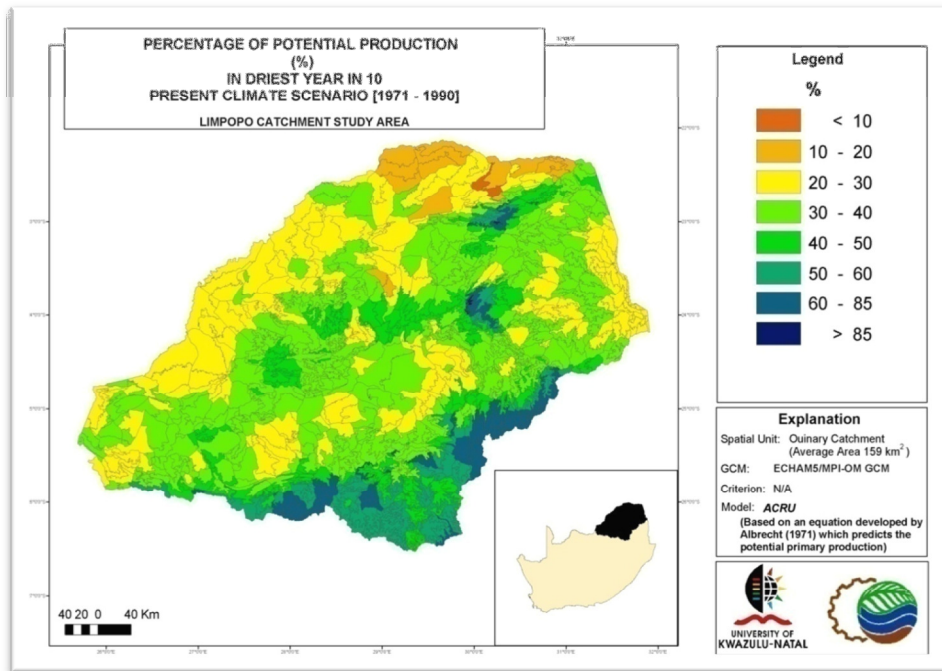 PERCENTAGE OF POTENTIAL PRODUCTION
(%)
IN DRIEST YEAR IN 10
PRESENT CLIMATE SCENARIO [1971 - 1990]
LIMPOPO CATCHMENT STUDY AREA
Legend
%
< 10
10 - 20
20 - 30
30 - 40
40 - 50
50 - 60
60 - 85
> 85
Explanation
Spatial Unit: Quinary Catchment
(Average Area 159 km²)
GCM: ECHAM5/MPI-OM GCM
Criterion: N/A
Model: ACRU
(Based on an equation developed by
Albrecht (1971) which predicts the
potential primary production)
40 20 0 40 Km
UNIVERSITY OF
KWAZULU-NATAL